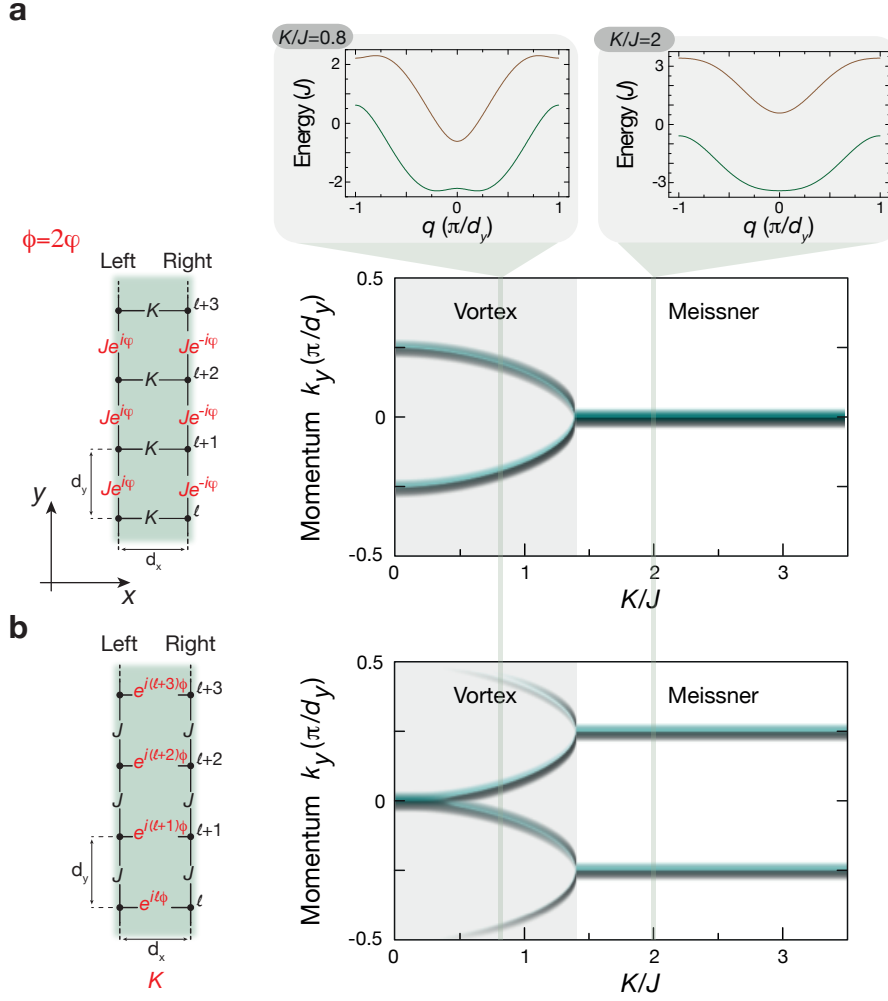 a
K/J=0.8
K/J=2
Energy (J)
2
0
-2
-1
0
1
q (π/d_y)
Energy (J)
3
0
-3
-1
0
1
q (π/d_y)
ϕ=2φ
Left Right
K ℓ+3
Je^{iφ} Je^{-iφ}
K ℓ+2
Je^{iφ} Je^{-iφ}
K ℓ+1
d_y Je^{iφ} Je^{-iφ}
K ℓ
d_x
y
x
Vortex Meissner
Momentum k_y (π/d_y)
0.5
0
-0.5
0 1 2 3
K/J
b
Left Right
e^{i(ℓ+3)ϕ} ℓ+3
J J
e^{i(ℓ+2)ϕ} ℓ+2
J J
e^{i(ℓ+1)ϕ} ℓ+1
d_y J J
e^{iℓϕ} ℓ
d_x
K
Vortex Meissner
Momentum k_y (π/d_y)
0.5
0
-0.5
0 1 2 3
K/J